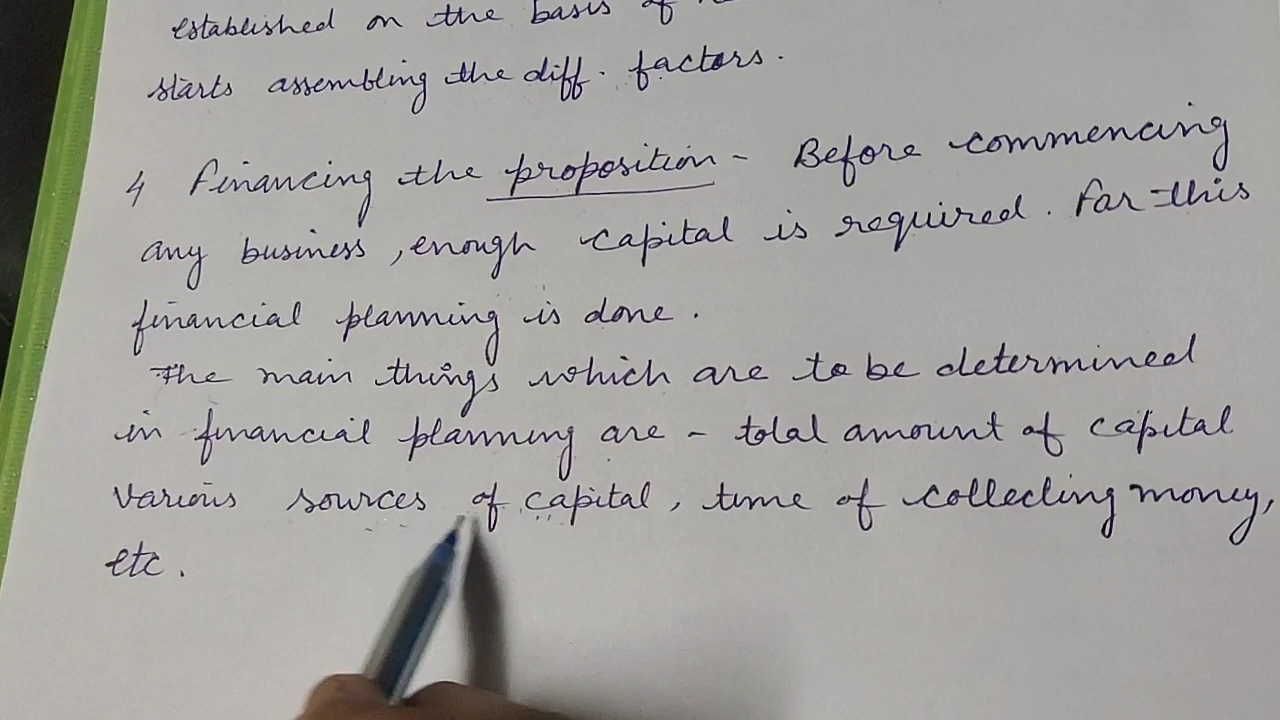 established on the basis of
starts assembling the diff. factors.
4 Financing the proposition - Before commencing
any business, enough capital is required. For this
financial planning is done.
The main things which are to be determined
in financial planning are - total amount of capital
various sources of capital, time of collecting money,
etc.